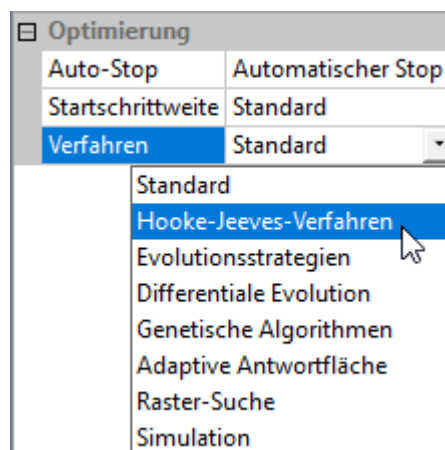 Optimierung
Auto-Stop Automatischer Stop
Startschrittweite Standard
Verfahren Standard
Standard
Hooke-Jeeves-Verfahren
Evolutionsstrategien
Differentiale Evolution
Genetische Algorithmen
Adaptive Antwortfläche
Raster-Suche
Simulation